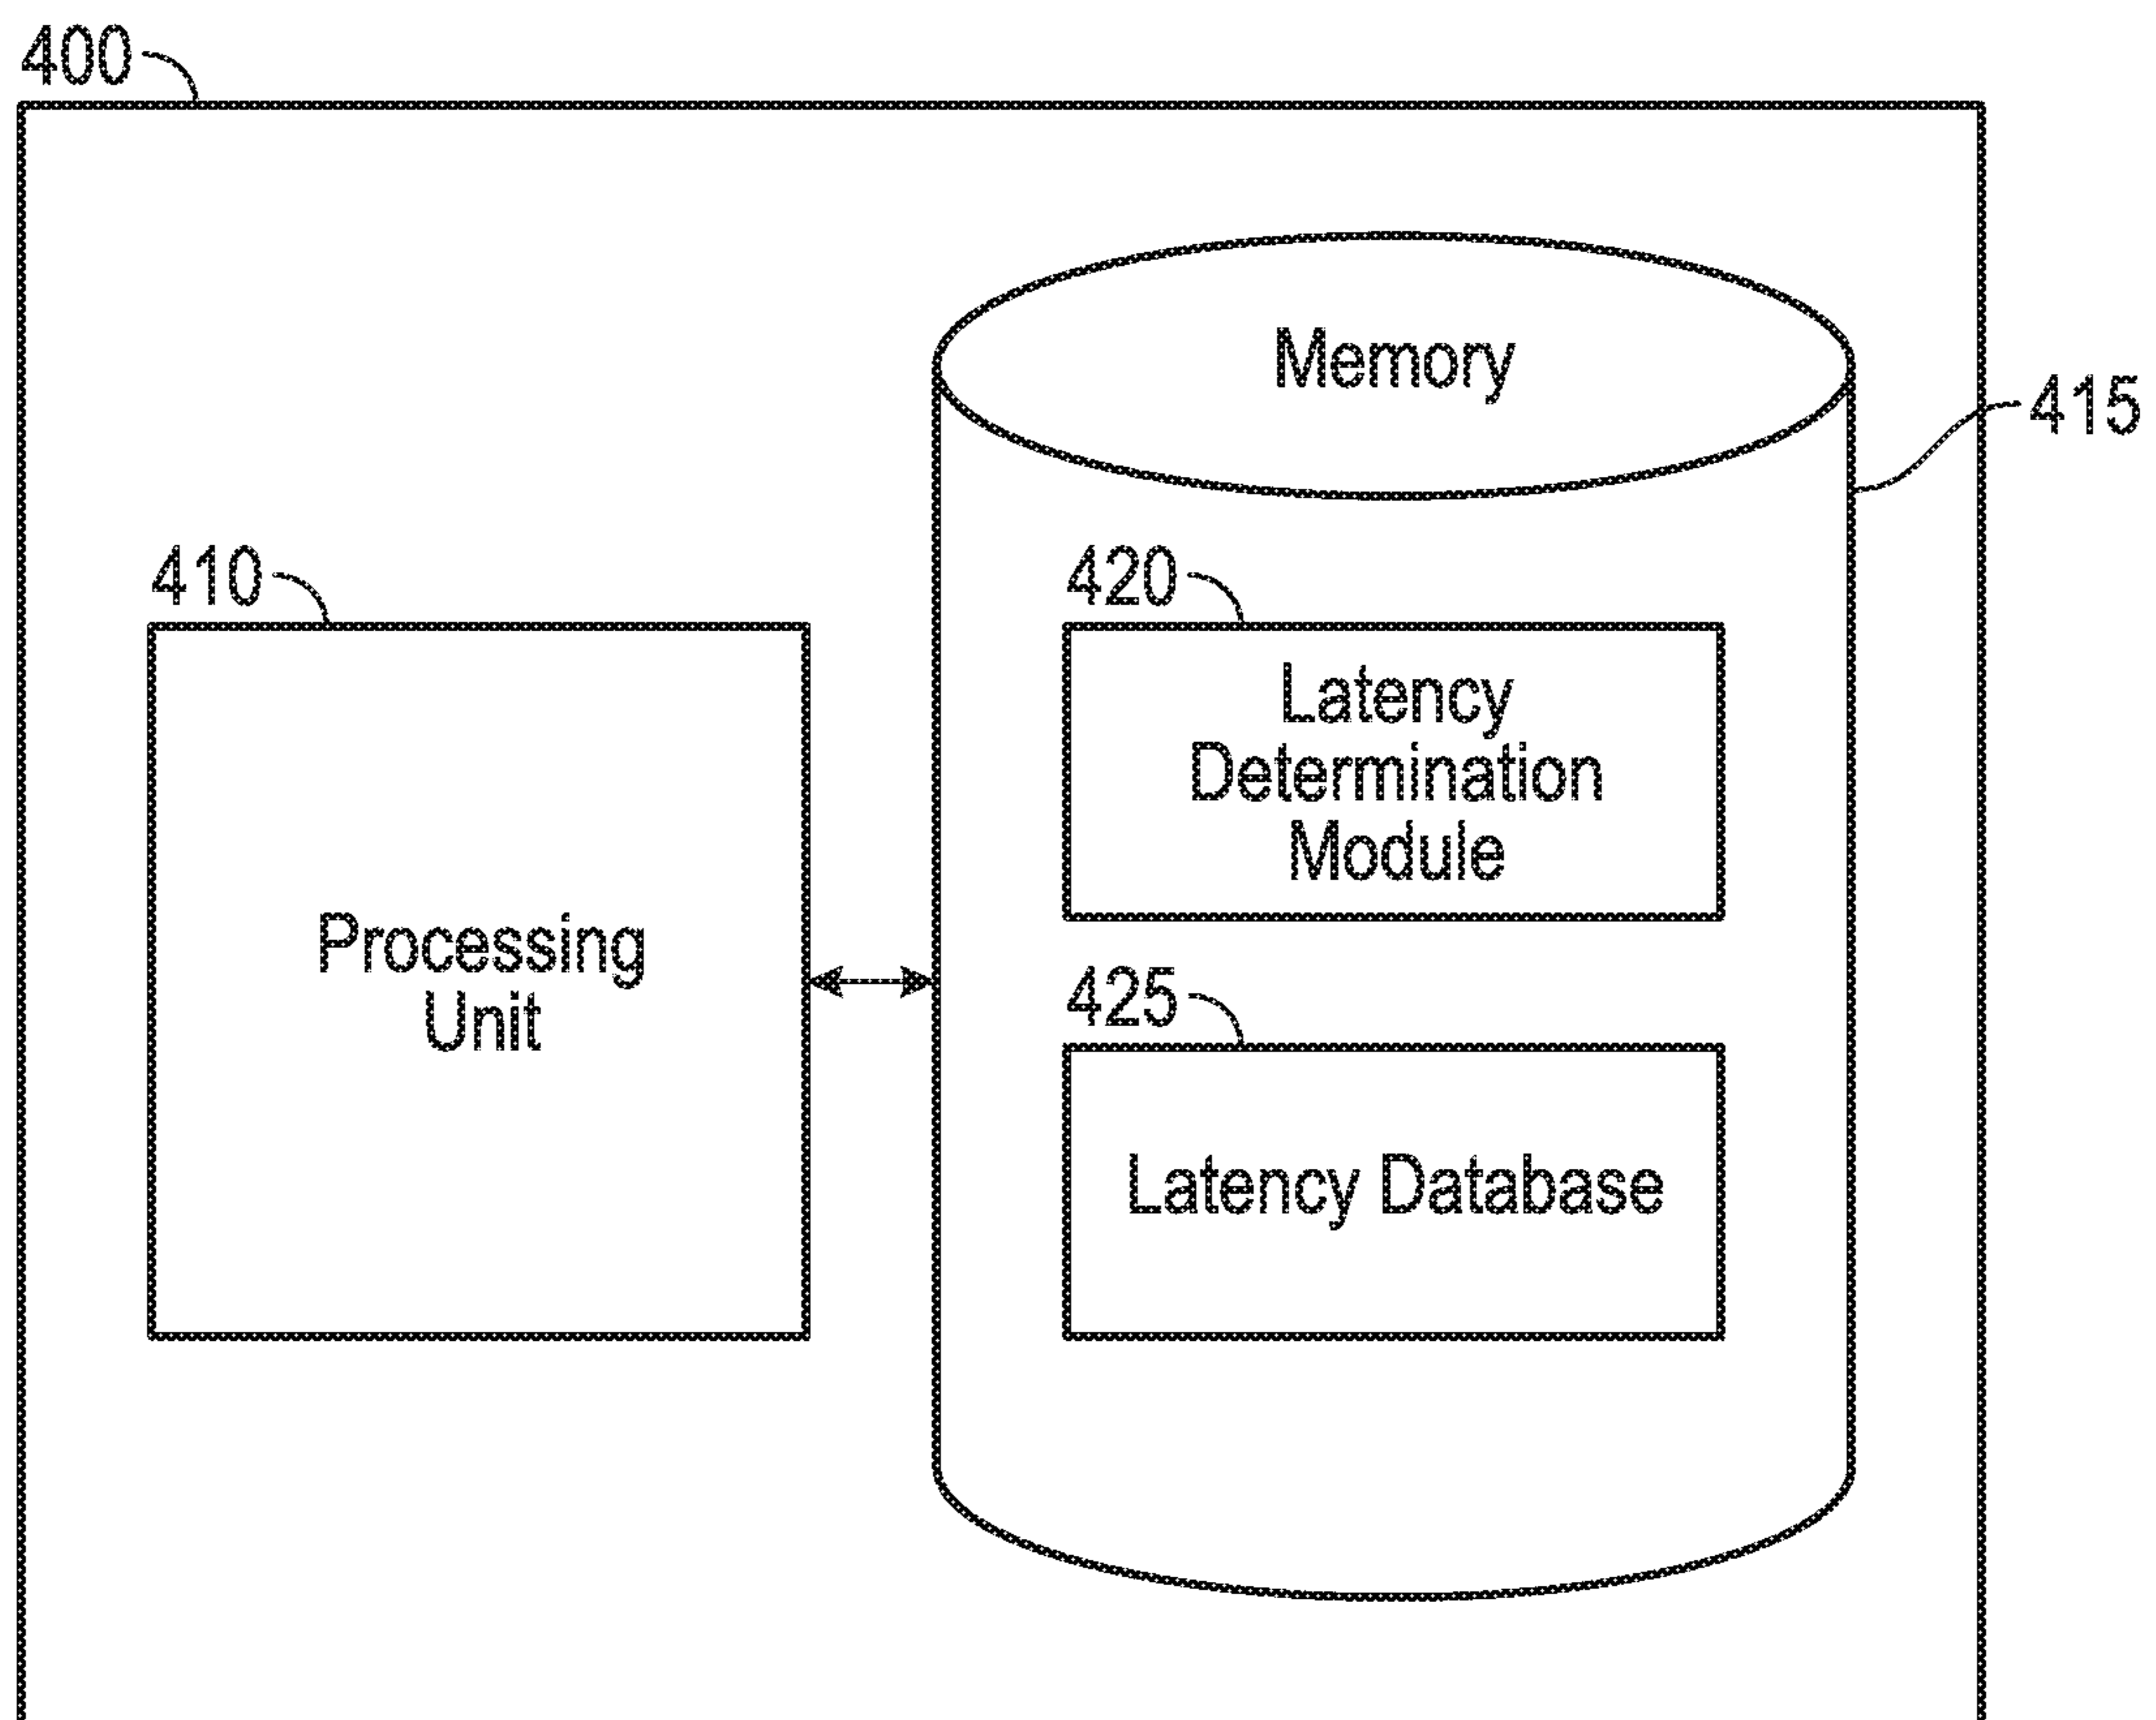 400
Memory
415
410
420
Latency
Determination
Module
Processing
Unit
425
Latency Database